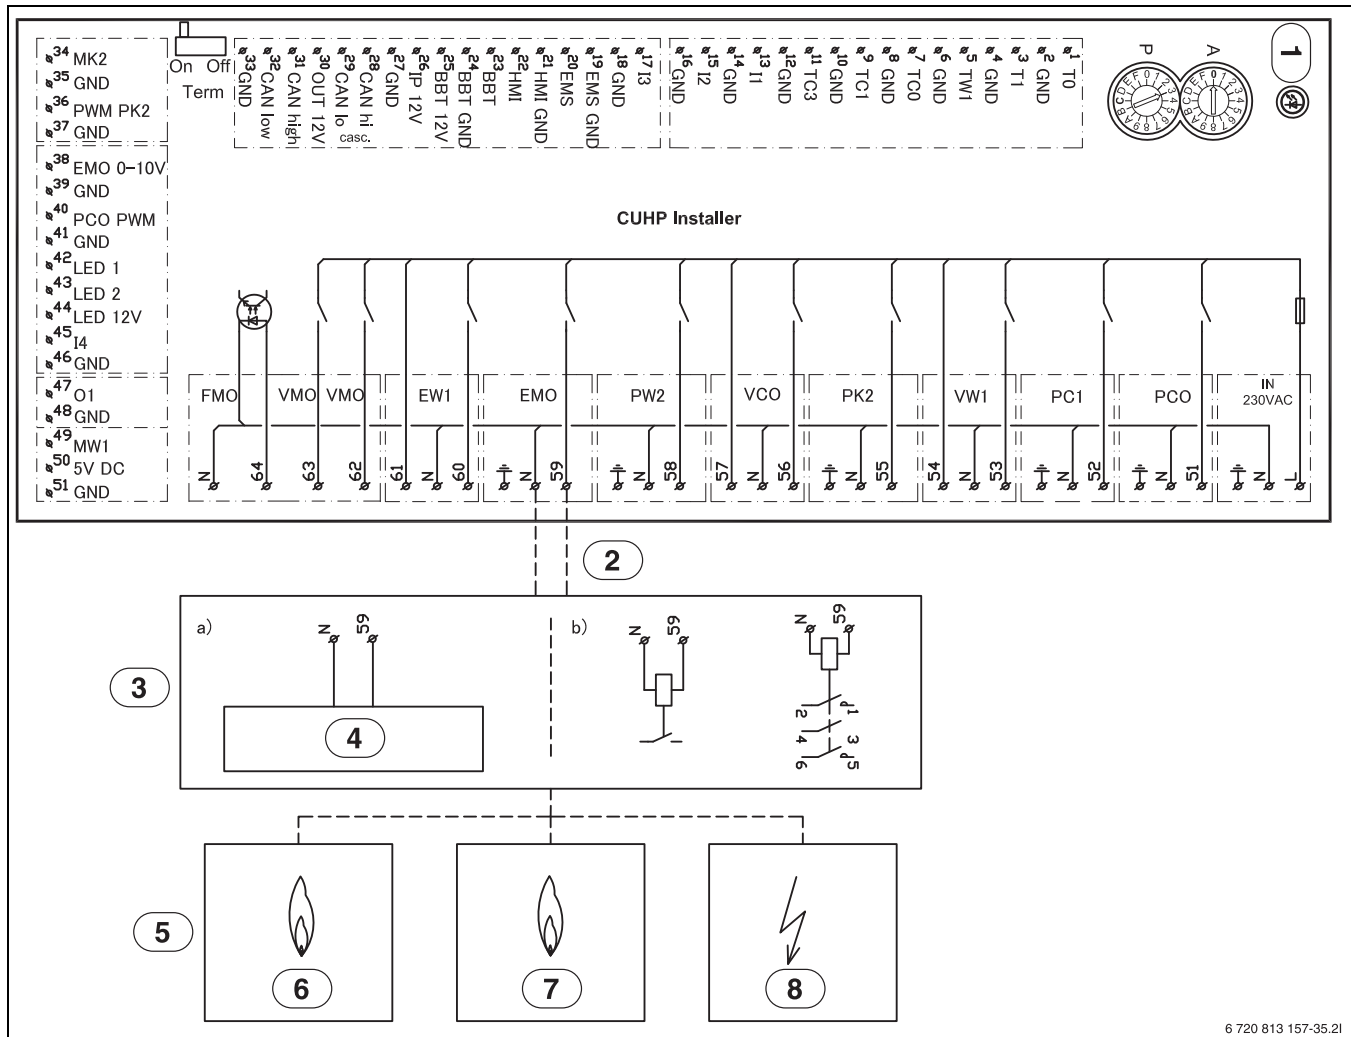 34 MK2
35 GND
36 PWM PK2
37 GND
38 EMO 0-10V
39 GND
40 PCO PWM
41 GND
42 LED 1
43 LED 2
44 LED 12V
45 I4
46 GND
47 O1
48 GND
49 MW1
50 5V DC
51 GND
On Off
Term
33 GND
32 CAN low
31 CAN high
30 OUT 12V
29 CAN lo
28 CAN hi
casc.
27 GND
26 IP 12V
25 BBT 12V
24 BBT GND
23 BBT
22 HMI
21 HMI GND
20 EMS
19 EMS GND
18 GND
17 I3
16 GND
15 I2
14 GND
13 I1
12 GND
11 TC3
10 GND
9 TC1
8 GND
7 TC0
6 GND
5 TW1
4 GND
3 T1
2 GND
1 T0
P
0123456789ABCDEF
A
0123456789ABCDEF
1
CUHP Installer
FMO VMO VMO EW1 EMO PW2 VCO PK2 VW1 PC1 PCO IN
230VAC
N 64 63 62 61 N 60 N 59 N 58 57 N 56 N 55 54 N 53 N 52 N 51 N L
2
3
a)
N 59
4
b)
N 59
N 59
2 1
4 3
6 5
5
6
7
8
6 720 813 157-35.2I